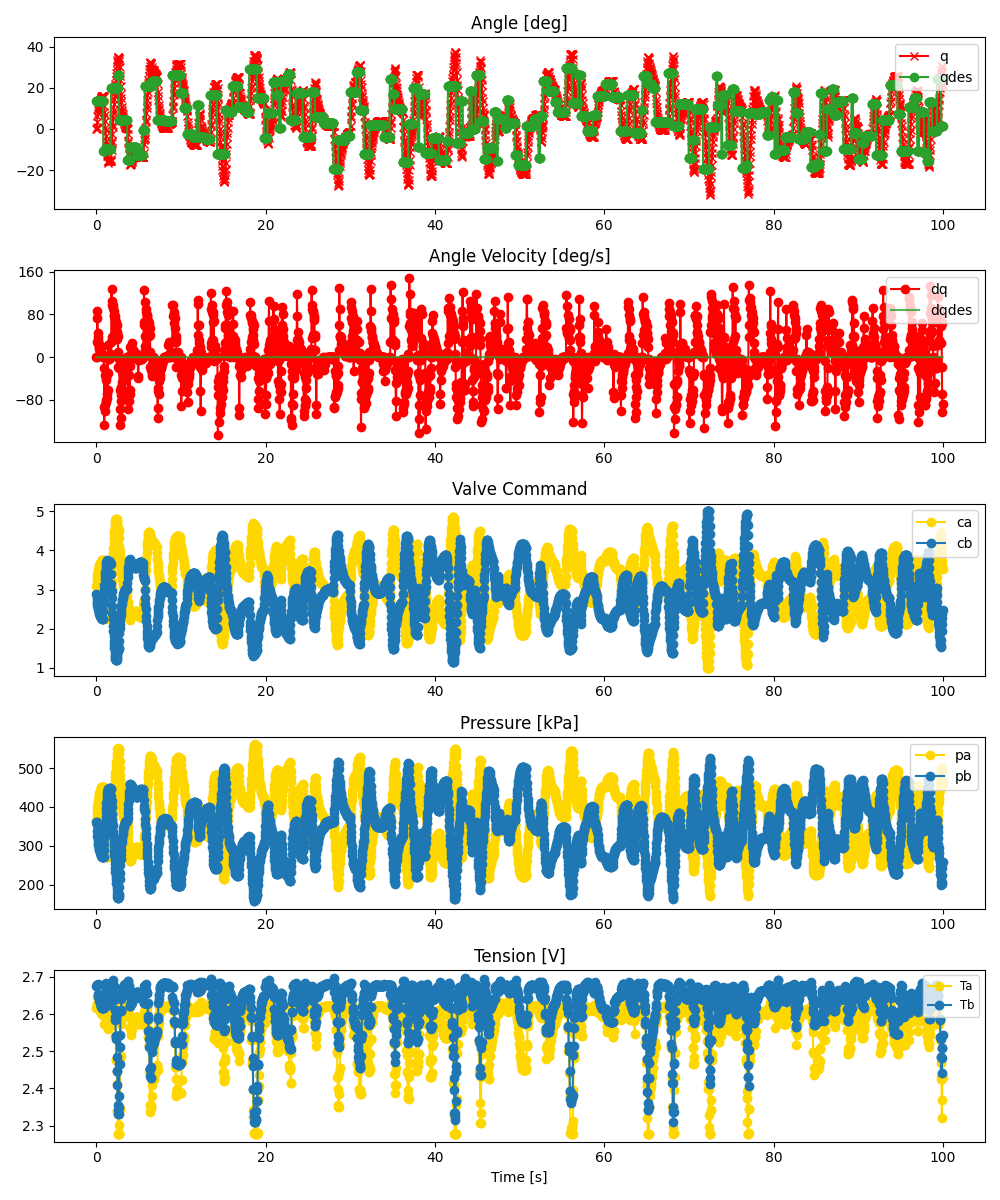 Angle [deg]
40
20
0
−20
q
qdes
0 20 40 60 80 100
Angle Velocity [deg/s]
160
80
0
−80
dq
dqdes
0 20 40 60 80 100
Valve Command
5
4
3
2
1
ca
cb
0 20 40 60 80 100
Pressure [kPa]
500
400
300
200
pa
pb
0 20 40 60 80 100
Tension [V]
2.7
2.6
2.5
2.4
2.3
Ta
Tb
0 20 40 60 80 100
Time [s]